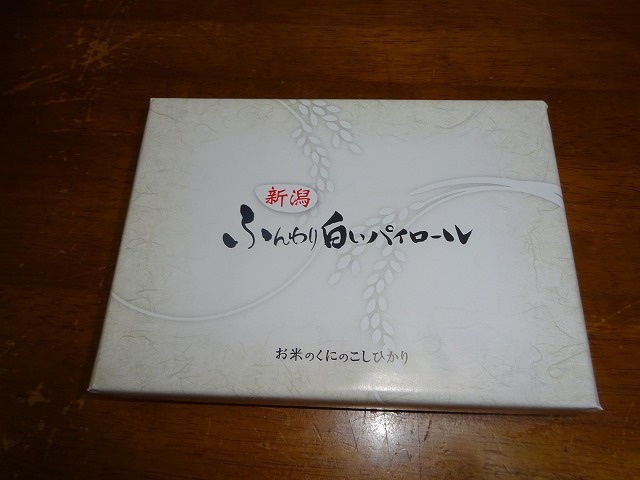 新潟
ふんわり白いパイロール
お米のくにのこしひかり